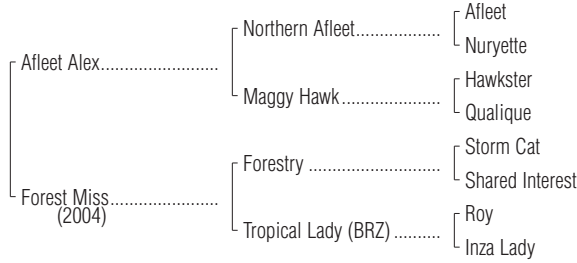 Afleet
Northern Afleet
Nuryette
Afleet Alex
Hawkster
Maggy Hawk
Qualique
Storm Cat
Forestry
Shared Interest
Forest Miss
(2004)
Roy
Tropical Lady (BRZ)
Inza Lady